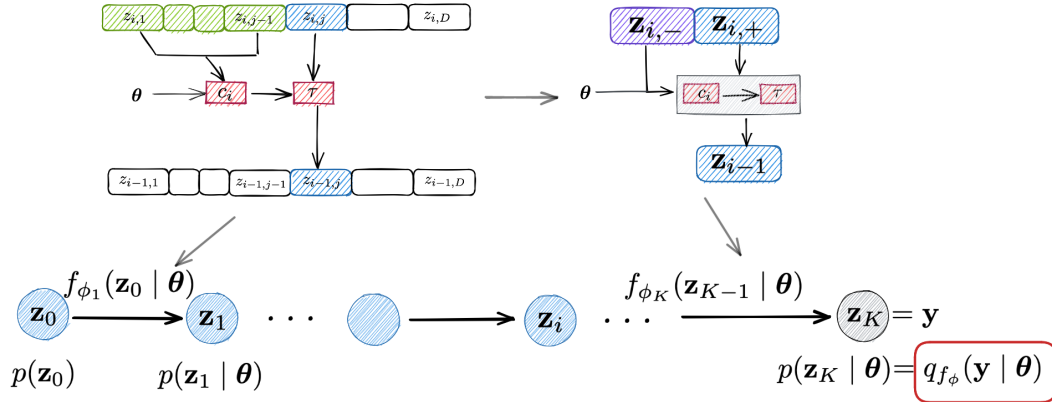 z_{i,1} z_{i,j-1} z_{i,j} z_{i,D}
θ c_i τ
z_{i-1,1} z_{i-1,j-1} z_{i-1,j} z_{i-1,D}
z_{i,-} z_{i,+}
θ c_i τ
z_{i-1}
f_{ϕ_1}(z_0 | θ) f_{ϕ_K}(z_{K-1} | θ)
z_0 z_1 · · · z_i · · · z_K = y
p(z_0) p(z_1 | θ) p(z_K | θ) = q_{f_ϕ}(y | θ)